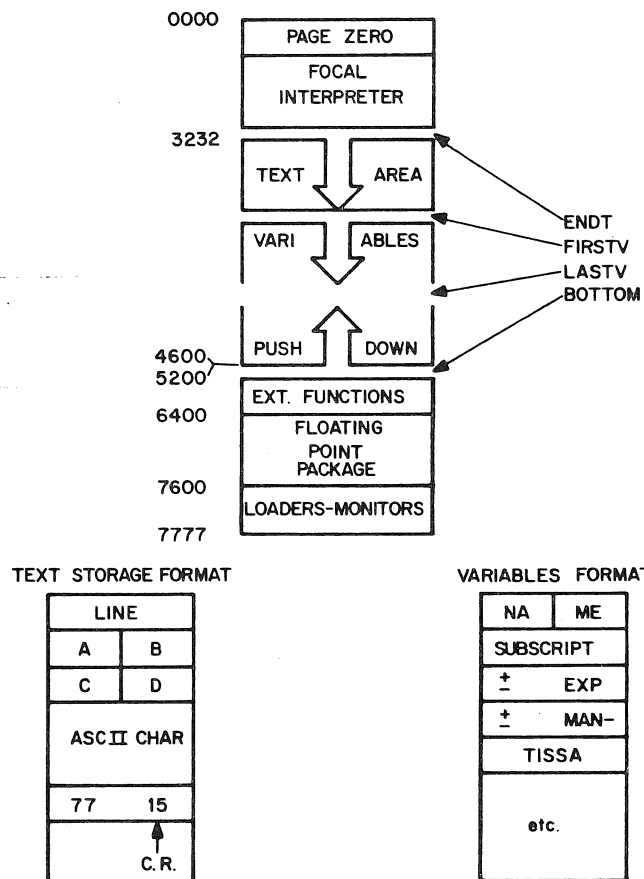 0000
PAGE ZERO
FOCAL
INTERPRETER
3232
TEXT AREA
ENDT
VARI ABLES
FIRSTV
LASTV
BOTTOM
PUSH DOWN
4600
5200
EXT. FUNCTIONS
6400
FLOATING
POINT
PACKAGE
7600
LOADERS-MONITORS
7777
TEXT STORAGE FORMAT
LINE
A B
C D
ASCII CHAR
77 15
C.R.
VARIABLES FORMAT
NA ME
SUBSCRIPT
± EXP
± MAN-
TISSA
etc.